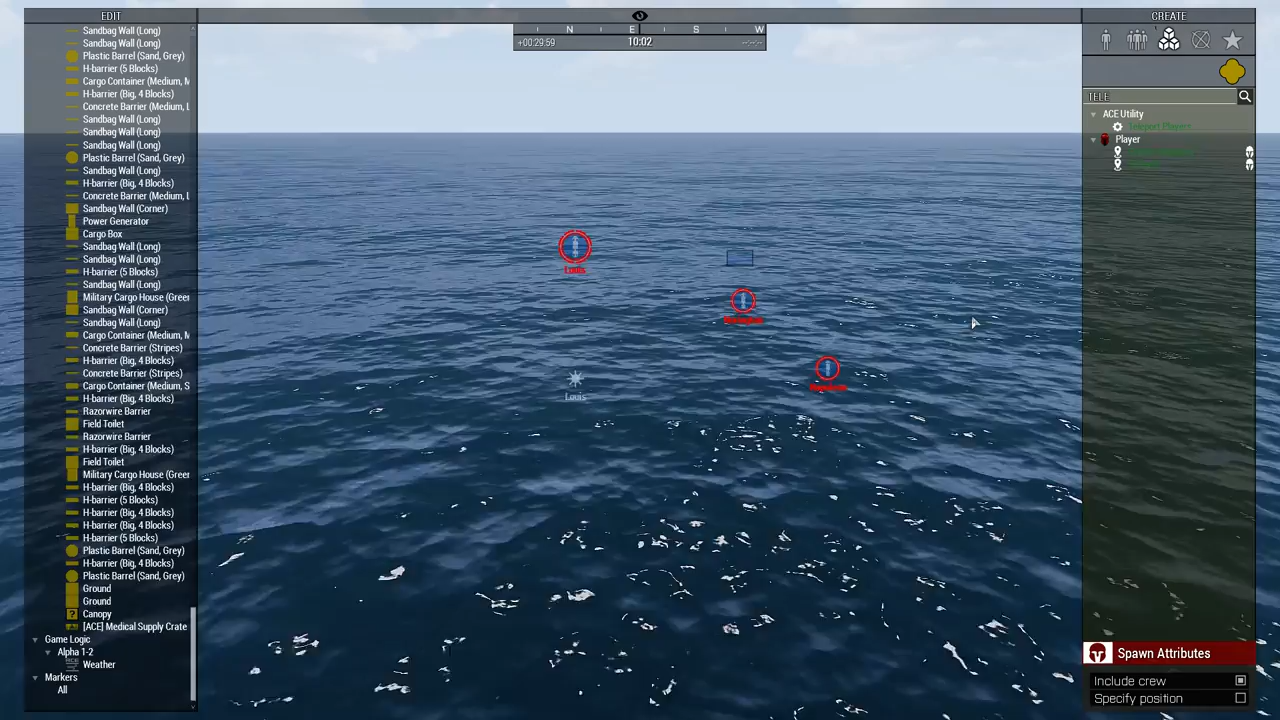 EDIT
Sandbag Wall (Long)
Sandbag Wall (Long)
Plastic Barrel (Sand, Grey)
H-barrier (5 Blocks)
Cargo Container (Medium, M
H-barrier (Big, 4 Blocks)
Concrete Barrier (Medium, L
Sandbag Wall (Long)
Sandbag Wall (Long)
Sandbag Wall (Long)
Plastic Barrel (Sand, Grey)
Sandbag Wall (Long)
H-barrier (Big, 4 Blocks)
Concrete Barrier (Medium, L
Sandbag Wall (Corner)
Power Generator
Cargo Box
Sandbag Wall (Long)
Sandbag Wall (Long)
H-barrier (5 Blocks)
Sandbag Wall (Long)
Military Cargo House (Green
Sandbag Wall (Corner)
Sandbag Wall (Long)
Cargo Container (Medium, M
Concrete Barrier (Stripes)
H-barrier (Big, 4 Blocks)
Concrete Barrier (Stripes)
Cargo Container (Medium, S
H-barrier (Big, 4 Blocks)
Razorwire Barrier
Field Toilet
Razorwire Barrier
H-barrier (Big, 4 Blocks)
Field Toilet
Military Cargo House (Green
H-barrier (Big, 4 Blocks)
H-barrier (5 Blocks)
H-barrier (Big, 4 Blocks)
H-barrier (Big, 4 Blocks)
H-barrier (5 Blocks)
Plastic Barrel (Sand, Grey)
H-barrier (Big, 4 Blocks)
Plastic Barrel (Sand, Grey)
Ground
Ground
Canopy
[ACE] Medical Supply Crate
Game Logic
Alpha 1-2
Weather
Markers
All
N E S W
+00:29:59 10:02 --:--
Louis
Louis
CREATE
TELE
ACE Utility
Teleport Players
Player
Spawn Attributes
Include crew
Specify position